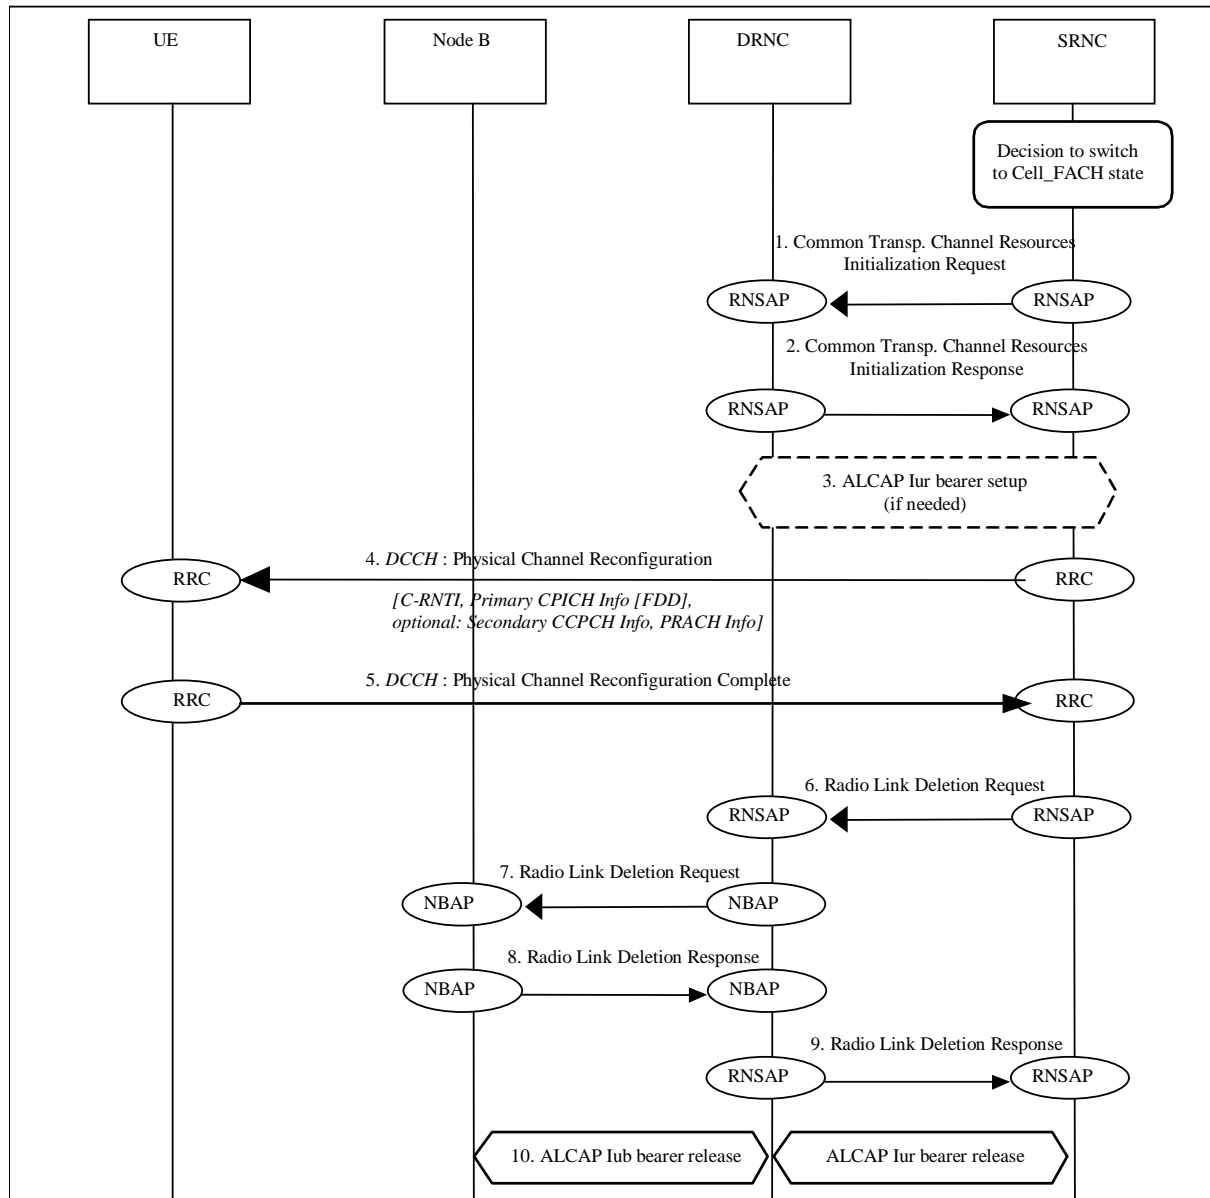 UE
Node B
DRNC
SRNC
Decision to switch
to Cell_FACH state
1. Common Transp. Channel Resources
Initialization Request
RNSAP
RNSAP
2. Common Transp. Channel Resources
Initialization Response
RNSAP
RNSAP
3. ALCAP Iur bearer setup
(if needed)
4. DCCH : Physical Channel Reconfiguration
RRC
RRC
[C-RNTI, Primary CPICH Info [FDD],
optional: Secondary CCPCH Info, PRACH Info]
5. DCCH : Physical Channel Reconfiguration Complete
RRC
RRC
6. Radio Link Deletion Request
RNSAP
RNSAP
7. Radio Link Deletion Request
NBAP
NBAP
8. Radio Link Deletion Response
NBAP
NBAP
9. Radio Link Deletion Response
RNSAP
RNSAP
10. ALCAP Iub bearer release
ALCAP Iur bearer release